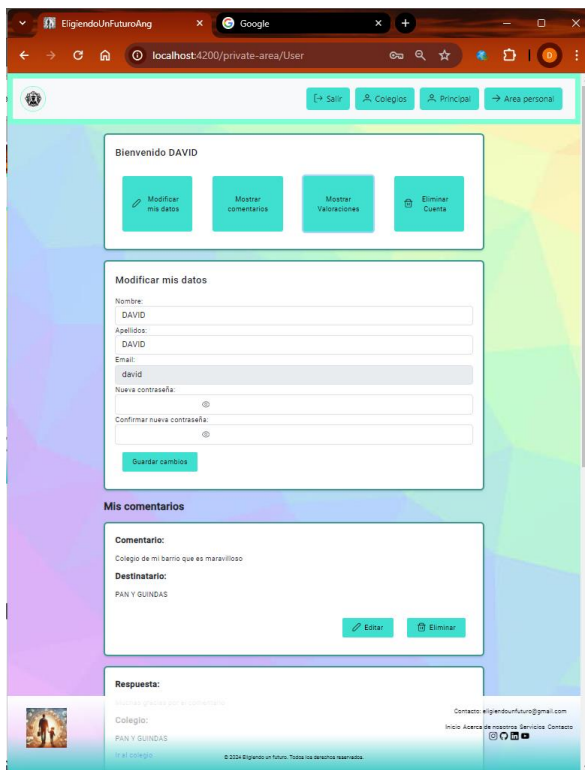 EligiendoUnFuturoAng
Google
localhost:4200/private-area/User
D
Salir
Colegios
Principal
Area personal
Bienvenido DAVID
Modificar
mis datos
Mostrar
comentarios
Mostrar
Valoraciones
Eliminar
Cuenta
Modificar mis datos
Nombre:
DAVID
Apellidos:
DAVID
Email:
david
Nueva contraseña:
Confirmar nueva contraseña:
Guardar cambios
Mis comentarios
Comentario:
Colegio de mi barrio que es maravilloso
Destinatario:
PAN Y GUINDAS
Editar
Eliminar
Respuesta:
Colegio:
PAN Y GUINDAS
Ir al colegio
Contacto: eligiendounfuturo@gmail.com
Inicio Acerca de nosotros Servicios Contacto
© 2024 Eligiendo un futuro. Todos los derechos reservados.